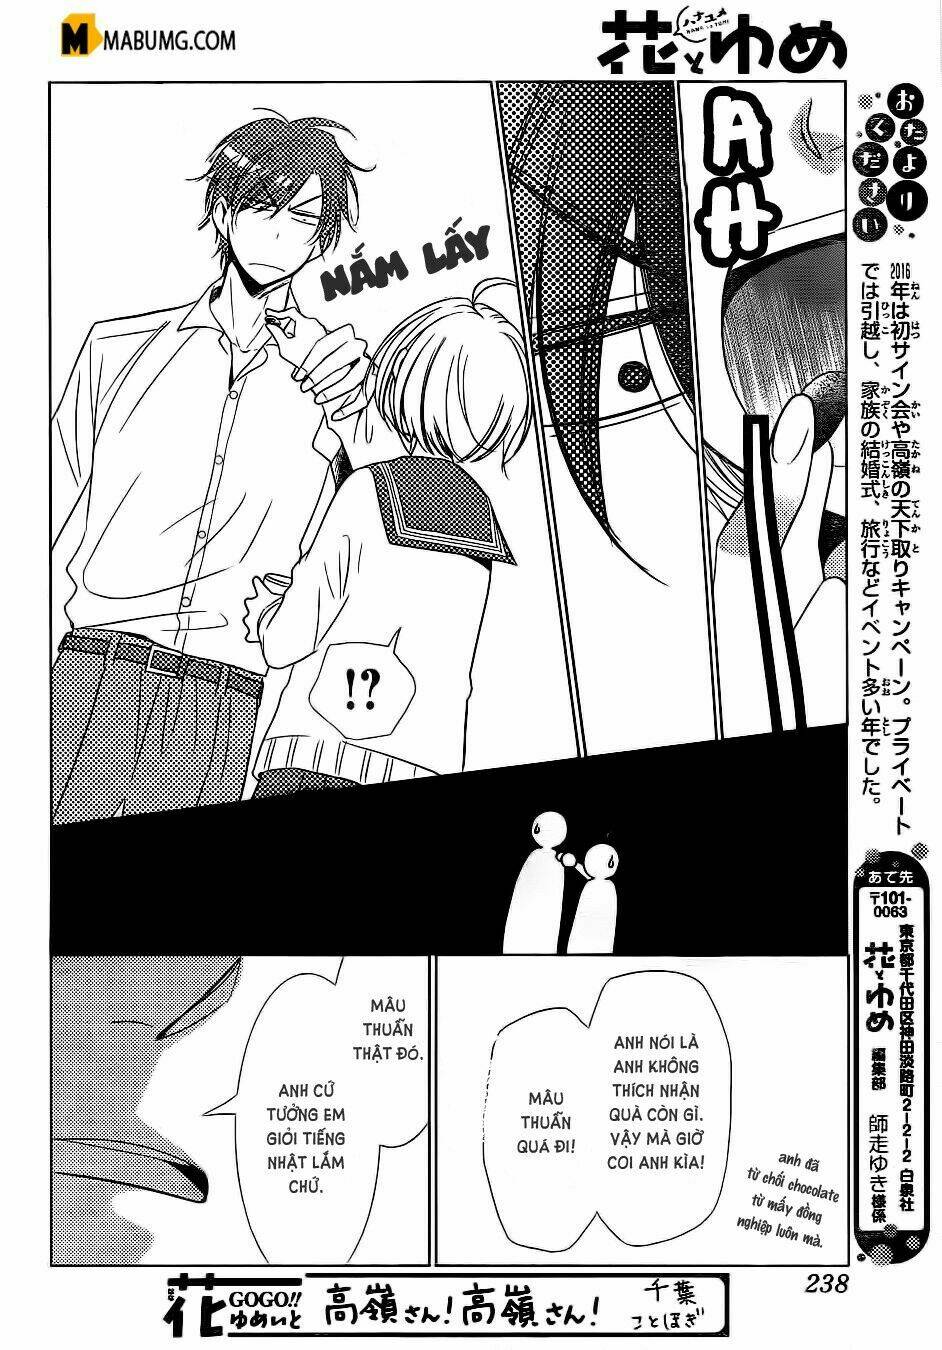 MABUMG.COM
花とゆめ
ハナユメ
HANA to YUME
AH
NẮM LẤY
!?
ANH NÓI LÀ
ANH KHÔNG
THÍCH NHẬN
QUÀ CÒN GÌ.
VẬY MÀ GIỜ
COI ANH KÌA!
MÂU
THUẪN
QUÁ ĐI!
anh đã
từ chối chocolate
từ mấy đồng
nghiệp luôn mà.
MÂU
THUẪN
THẬT ĐÓ.
ANH CỨ
TƯỞNG EM
GIỎI TIẾNG
NHẬT LẮM
CHỨ.
おたより
ください
2016年は初サイン会や高嶺の天下取りキャンペーン。プライベート
では引越し、家族の結婚式、旅行などイベント多い年でした。
あて先
〒101-
0063
東京都千代田区神田淡路町2-2-2 白泉社
花とゆめ 編集部 師走ゆき様係
238
花
GOGO!!
ゆめいと
高嶺さん!高嶺さん!
千葉
ことほぎ